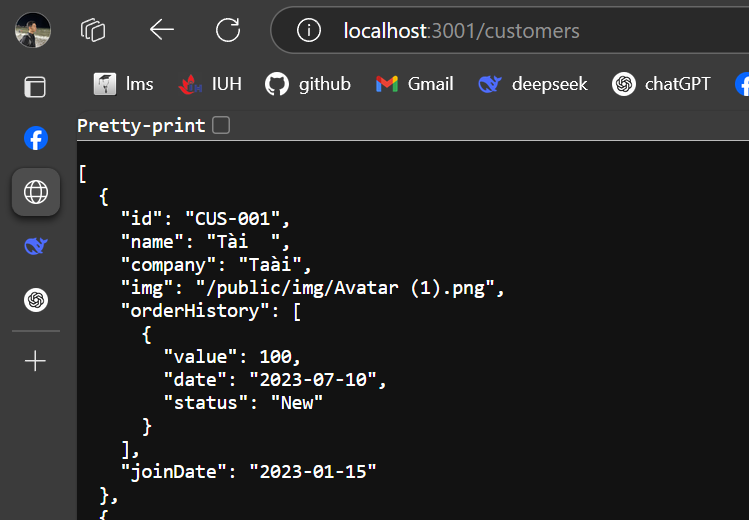 localhost:3001/customers
lms IUH github Gmail deepseek chatGPT
Pretty-print
[
  {
    "id": "CUS-001",
    "name": "Tài  ",
    "company": "Taài",
    "img": "/public/img/Avatar (1).png",
    "orderHistory": [
      {
        "value": 100,
        "date": "2023-07-10",
        "status": "New"
      }
    ],
    "joinDate": "2023-01-15"
  },
  {